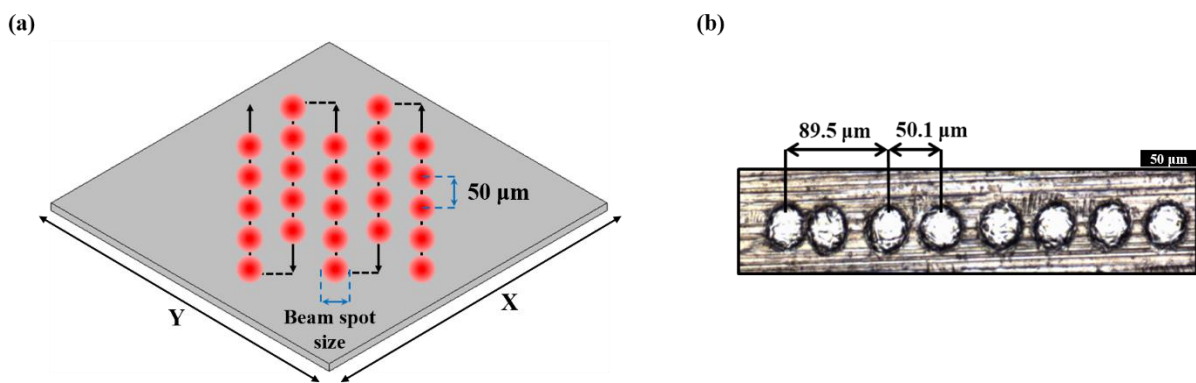 (a)
(b)
50 μm
Beam spot
size
Y
X
89.5 μm
50.1 μm
50 μm